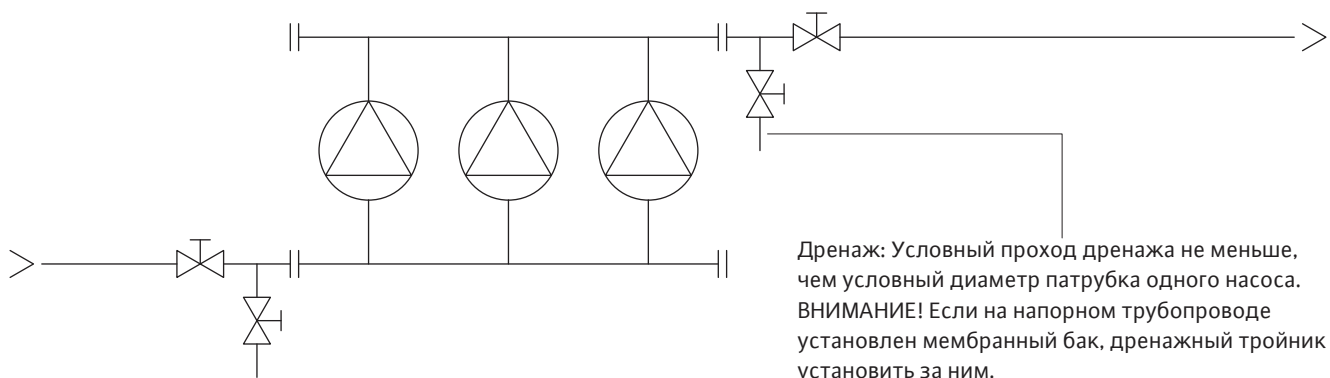 Дренаж: Условный проход дренажа не меньше,
чем условный диаметр патрубка одного насоса.
ВНИМАНИЕ! Если на напорном трубопроводе
установлен мембранный бак, дренажный тройник
установить за ним.